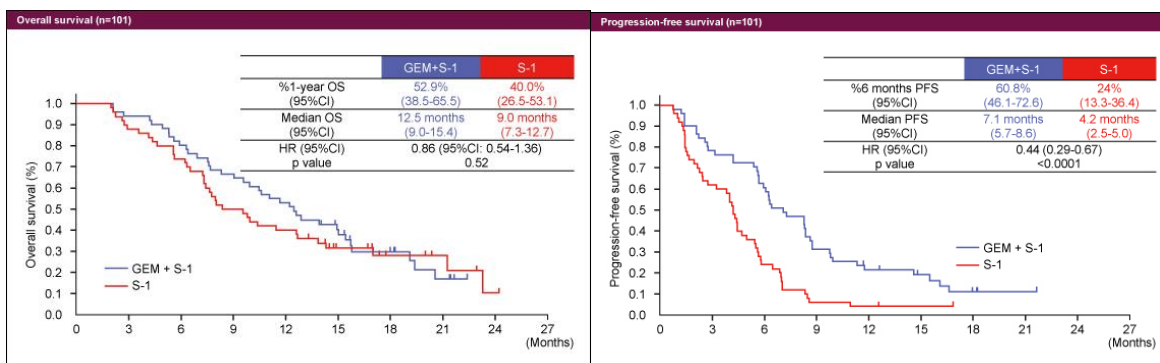 Overall survival (n=101)
GEM+S-1 S-1
%1-year OS 52.9% 40.0%
(95%CI) (38.5-65.5) (26.5-53.1)
Median OS 12.5 months 9.0 months
(95%CI) (9.0-15.4) (7.3-12.7)
HR (95%CI) 0.86 (95%CI: 0.54-1.36)
p value 0.52
Overall survival (%)
1.0
0.9
0.8
0.7
0.6
0.5
0.4
0.3
0.2
0.1
0.0
GEM + S-1
S-1
0 3 6 9 12 15 18 21 24 27
(Months)
Progression-free survival (n=101)
GEM+S-1 S-1
%6 months PFS 60.8% 24%
(95%CI) (46.1-72.6) (13.3-36.4)
Median PFS 7.1 months 4.2 months
(95%CI) (5.7-8.6) (2.5-5.0)
HR (95%CI) 0.44 (0.29-0.67)
p value <0.0001
Progression-free survival (%)
1.0
0.9
0.8
0.7
0.6
0.5
0.4
0.3
0.2
0.1
0.0
GEM + S-1
S-1
0 3 6 9 12 15 18 21 24 27
(Months)